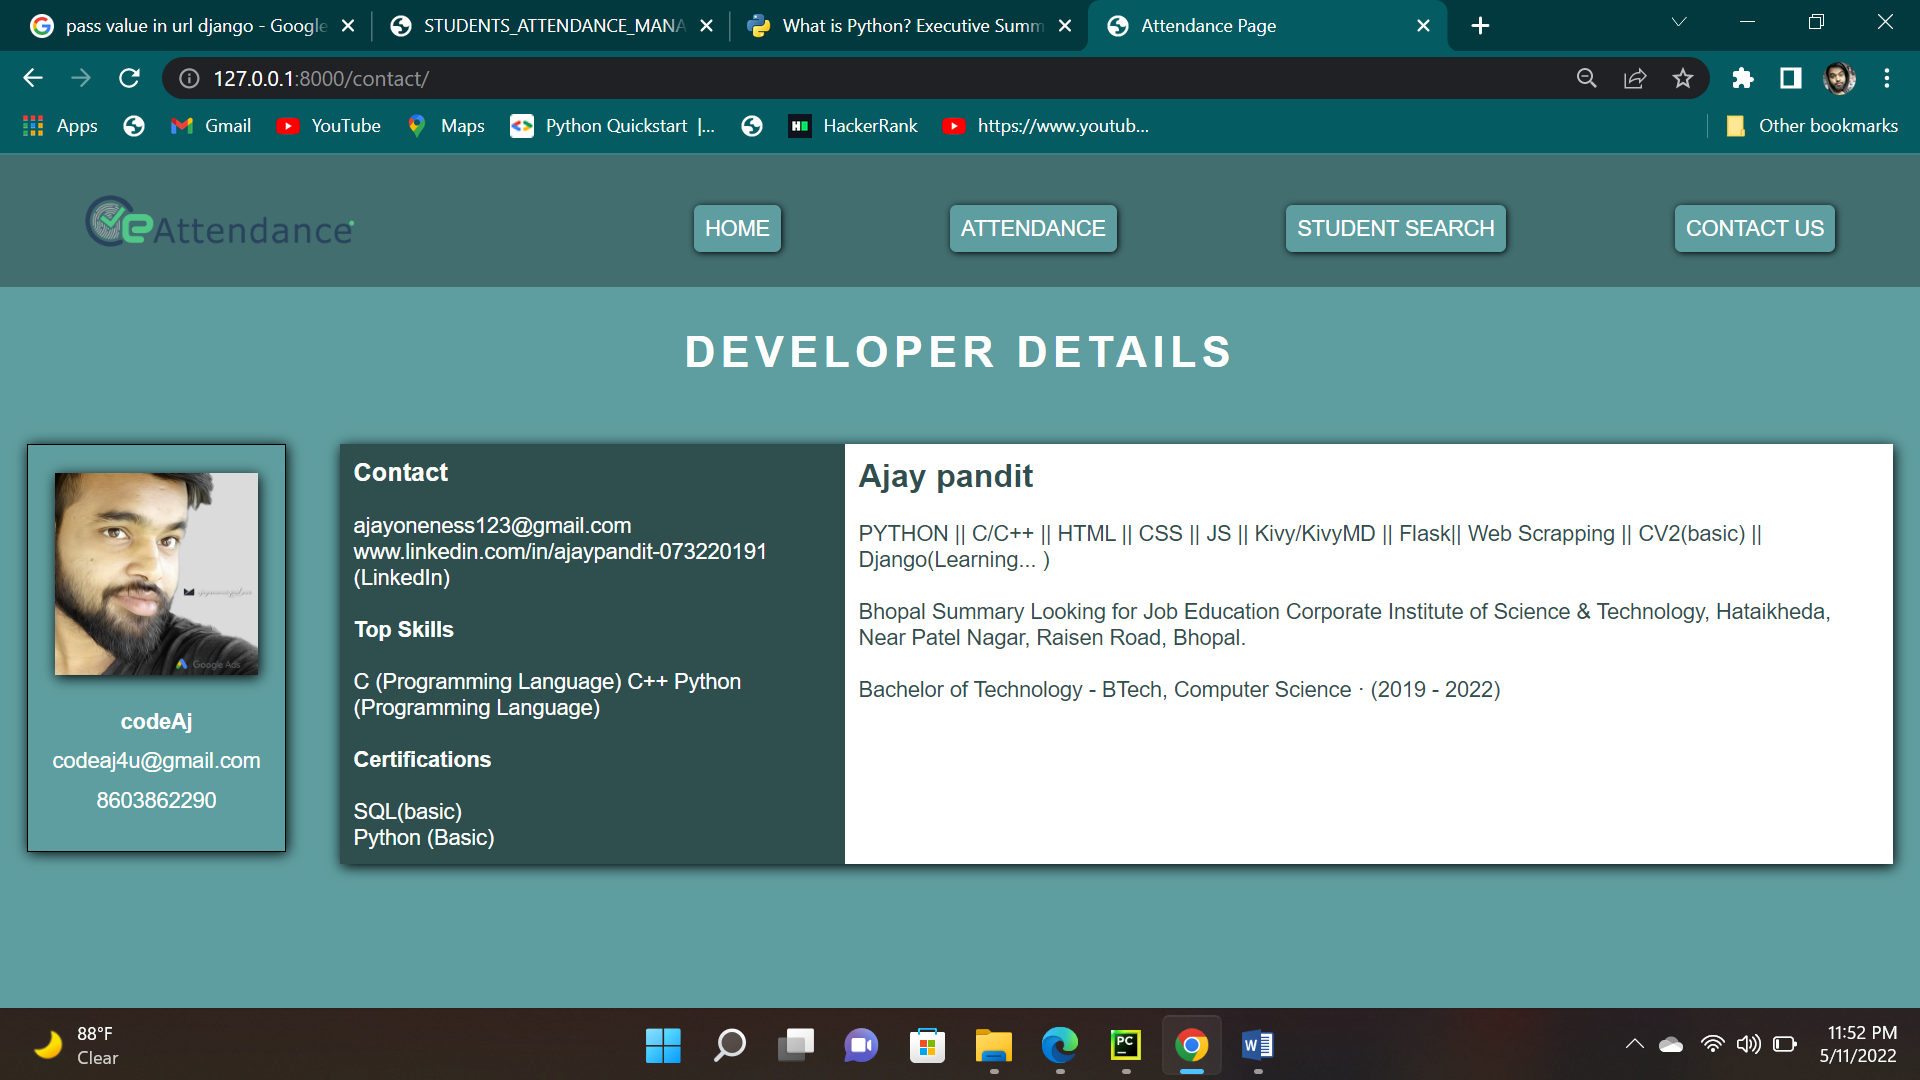 pass value in url django - Google
STUDENTS_ATTENDANCE_MANA
What is Python? Executive Summ
Attendance Page
127.0.0.1:8000/contact/
Apps
Gmail
YouTube
Maps
Python Quickstart |...
HackerRank
https://www.youtub...
Other bookmarks
eAttendance
HOME
ATTENDANCE
STUDENT SEARCH
CONTACT US
DEVELOPER DETAILS
Google Ads
codeAj
codeaj4u@gmail.com
8603862290
Contact
ajayoneness123@gmail.com
www.linkedin.com/in/ajaypandit-073220191
(LinkedIn)
Top Skills
C (Programming Language) C++ Python
(Programming Language)
Certifications
SQL(basic)
Python (Basic)
Ajay pandit
PYTHON || C/C++ || HTML || CSS || JS || Kivy/KivyMD || Flask|| Web Scrapping || CV2(basic) ||
Django(Learning... )
Bhopal Summary Looking for Job Education Corporate Institute of Science & Technology, Hataikheda,
Near Patel Nagar, Raisen Road, Bhopal.
Bachelor of Technology - BTech, Computer Science · (2019 - 2022)
88°F
Clear
11:52 PM
5/11/2022